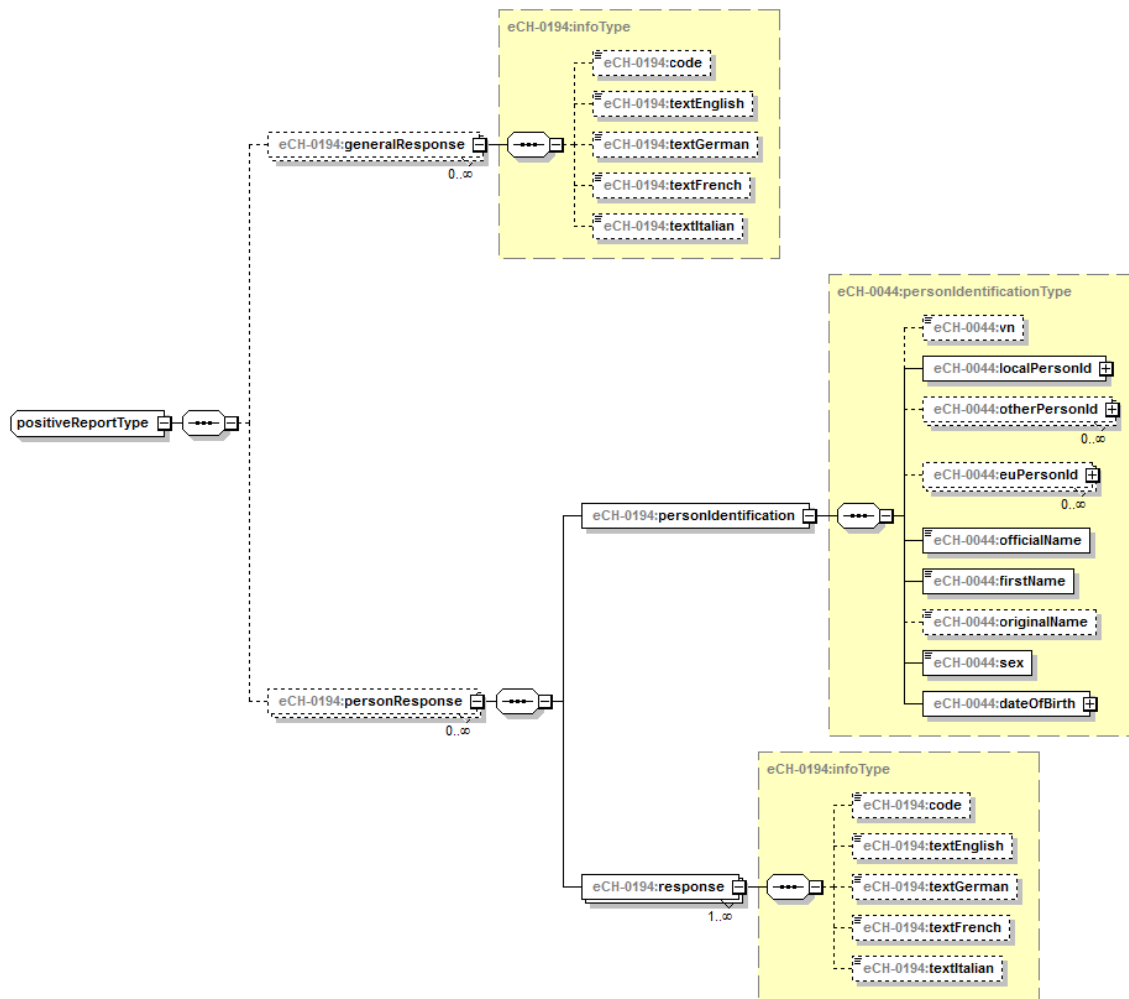 eCH-0194:infoType
eCH-0194:code
eCH-0194:textEnglish
eCH-0194:generalResponse
0..∞
eCH-0194:textGerman
eCH-0194:textFrench
eCH-0194:textItalian
positiveReportType
eCH-0044:personIdentificationType
eCH-0044:vn
eCH-0044:localPersonId
eCH-0044:otherPersonId
0..∞
eCH-0044:euPersonId
0..∞
eCH-0194:personIdentification
eCH-0044:officialName
eCH-0044:firstName
eCH-0044:originalName
eCH-0044:sex
eCH-0044:dateOfBirth
eCH-0194:personResponse
0..∞
eCH-0194:infoType
eCH-0194:code
eCH-0194:textEnglish
eCH-0194:response
1..∞
eCH-0194:textGerman
eCH-0194:textFrench
eCH-0194:textItalian